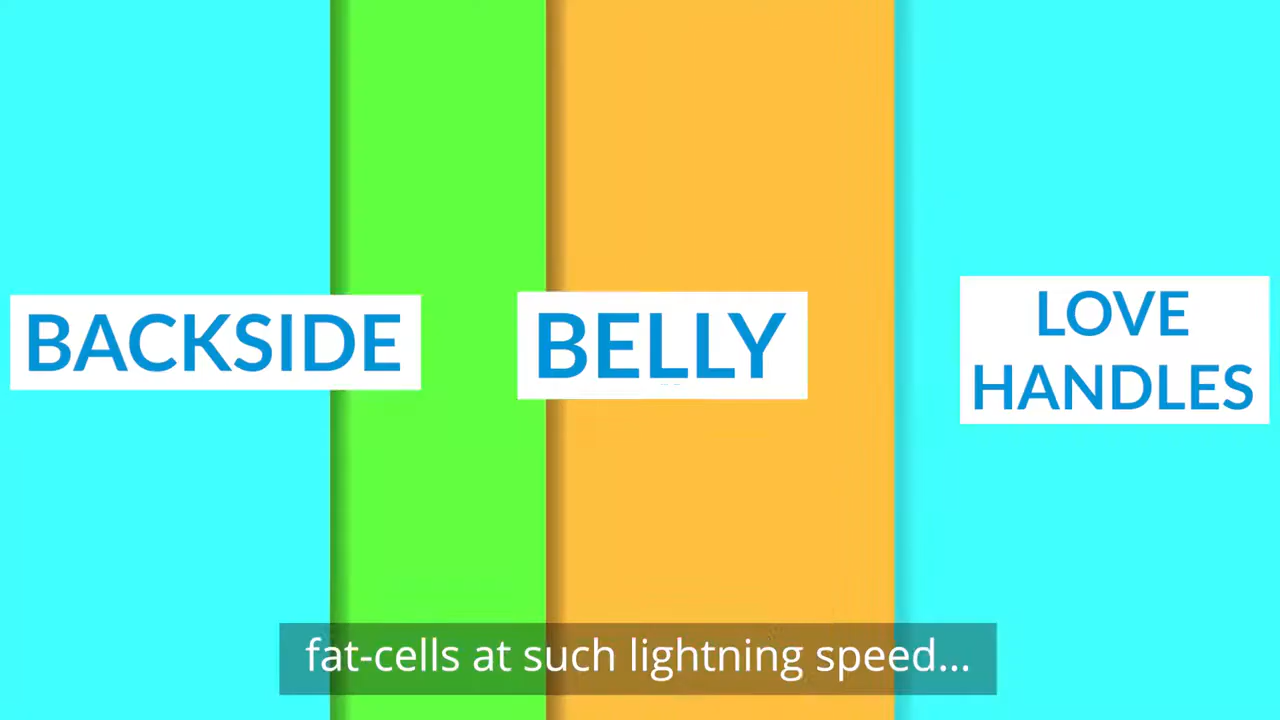 BACKSIDE
BELLY
LOVE
HANDLES
fat-cells at such lightning speed...